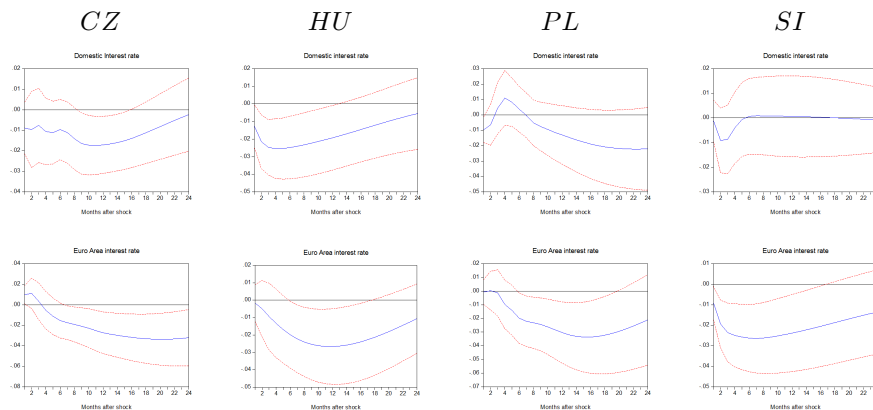 CZ HU PL SI
Domestic Interest rate
.02
.01
.00
-.01
-.02
-.03
-.04
2 4 6 8 10 12 14 16 18 20 22 24
Months after shock
Domestic interest rate
.02
.01
.00
-.01
-.02
-.03
-.04
-.05
2 4 6 8 10 12 14 16 18 20 22 24
Months after shock
Domestic interest rate
.03
.02
.01
.00
-.01
-.02
-.03
-.04
-.05
2 4 6 8 10 12 14 16 18 20 22 24
Months after shock
Domestic interest rate
.02
.01
.00
-.01
-.02
-.03
2 4 6 8 10 12 14 16 18 20 22
Months after shock
Euro Area interest rate
.04
.02
.00
-.02
-.04
-.06
-.08
2 4 6 8 10 12 14 16 18 20 22 24
Months after shock
Euro Area interest rate
.02
.01
.00
-.01
-.02
-.03
-.04
-.05
2 4 6 8 10 12 14 16 18 20 22 24
Months after shock
Euro Area interest rate
.02
.01
.00
-.01
-.02
-.03
-.04
-.05
-.06
-.07
2 4 6 8 10 12 14 16 18 20 22 24
Months after shock
Euro Area interest rate
.01
.00
-.01
-.02
-.03
-.04
-.05
2 4 6 8 10 12 14 16 18 20 22
Months after shock